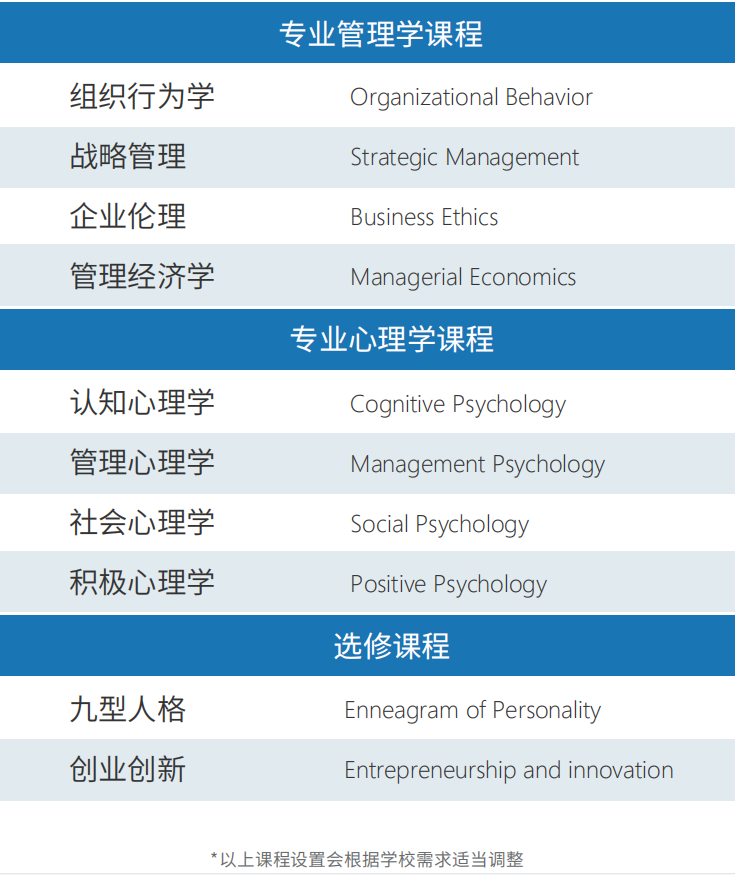 专业管理学课程
组织行为学 Organizational Behavior
战略管理 Strategic Management
企业伦理 Business Ethics
管理经济学 Managerial Economics
专业心理学课程
认知心理学 Cognitive Psychology
管理心理学 Management Psychology
社会心理学 Social Psychology
积极心理学 Positive Psychology
选修课程
九型人格 Enneagram of Personality
创业创新 Entrepreneurship and innovation
*以上课程设置会根据学校需求适当调整